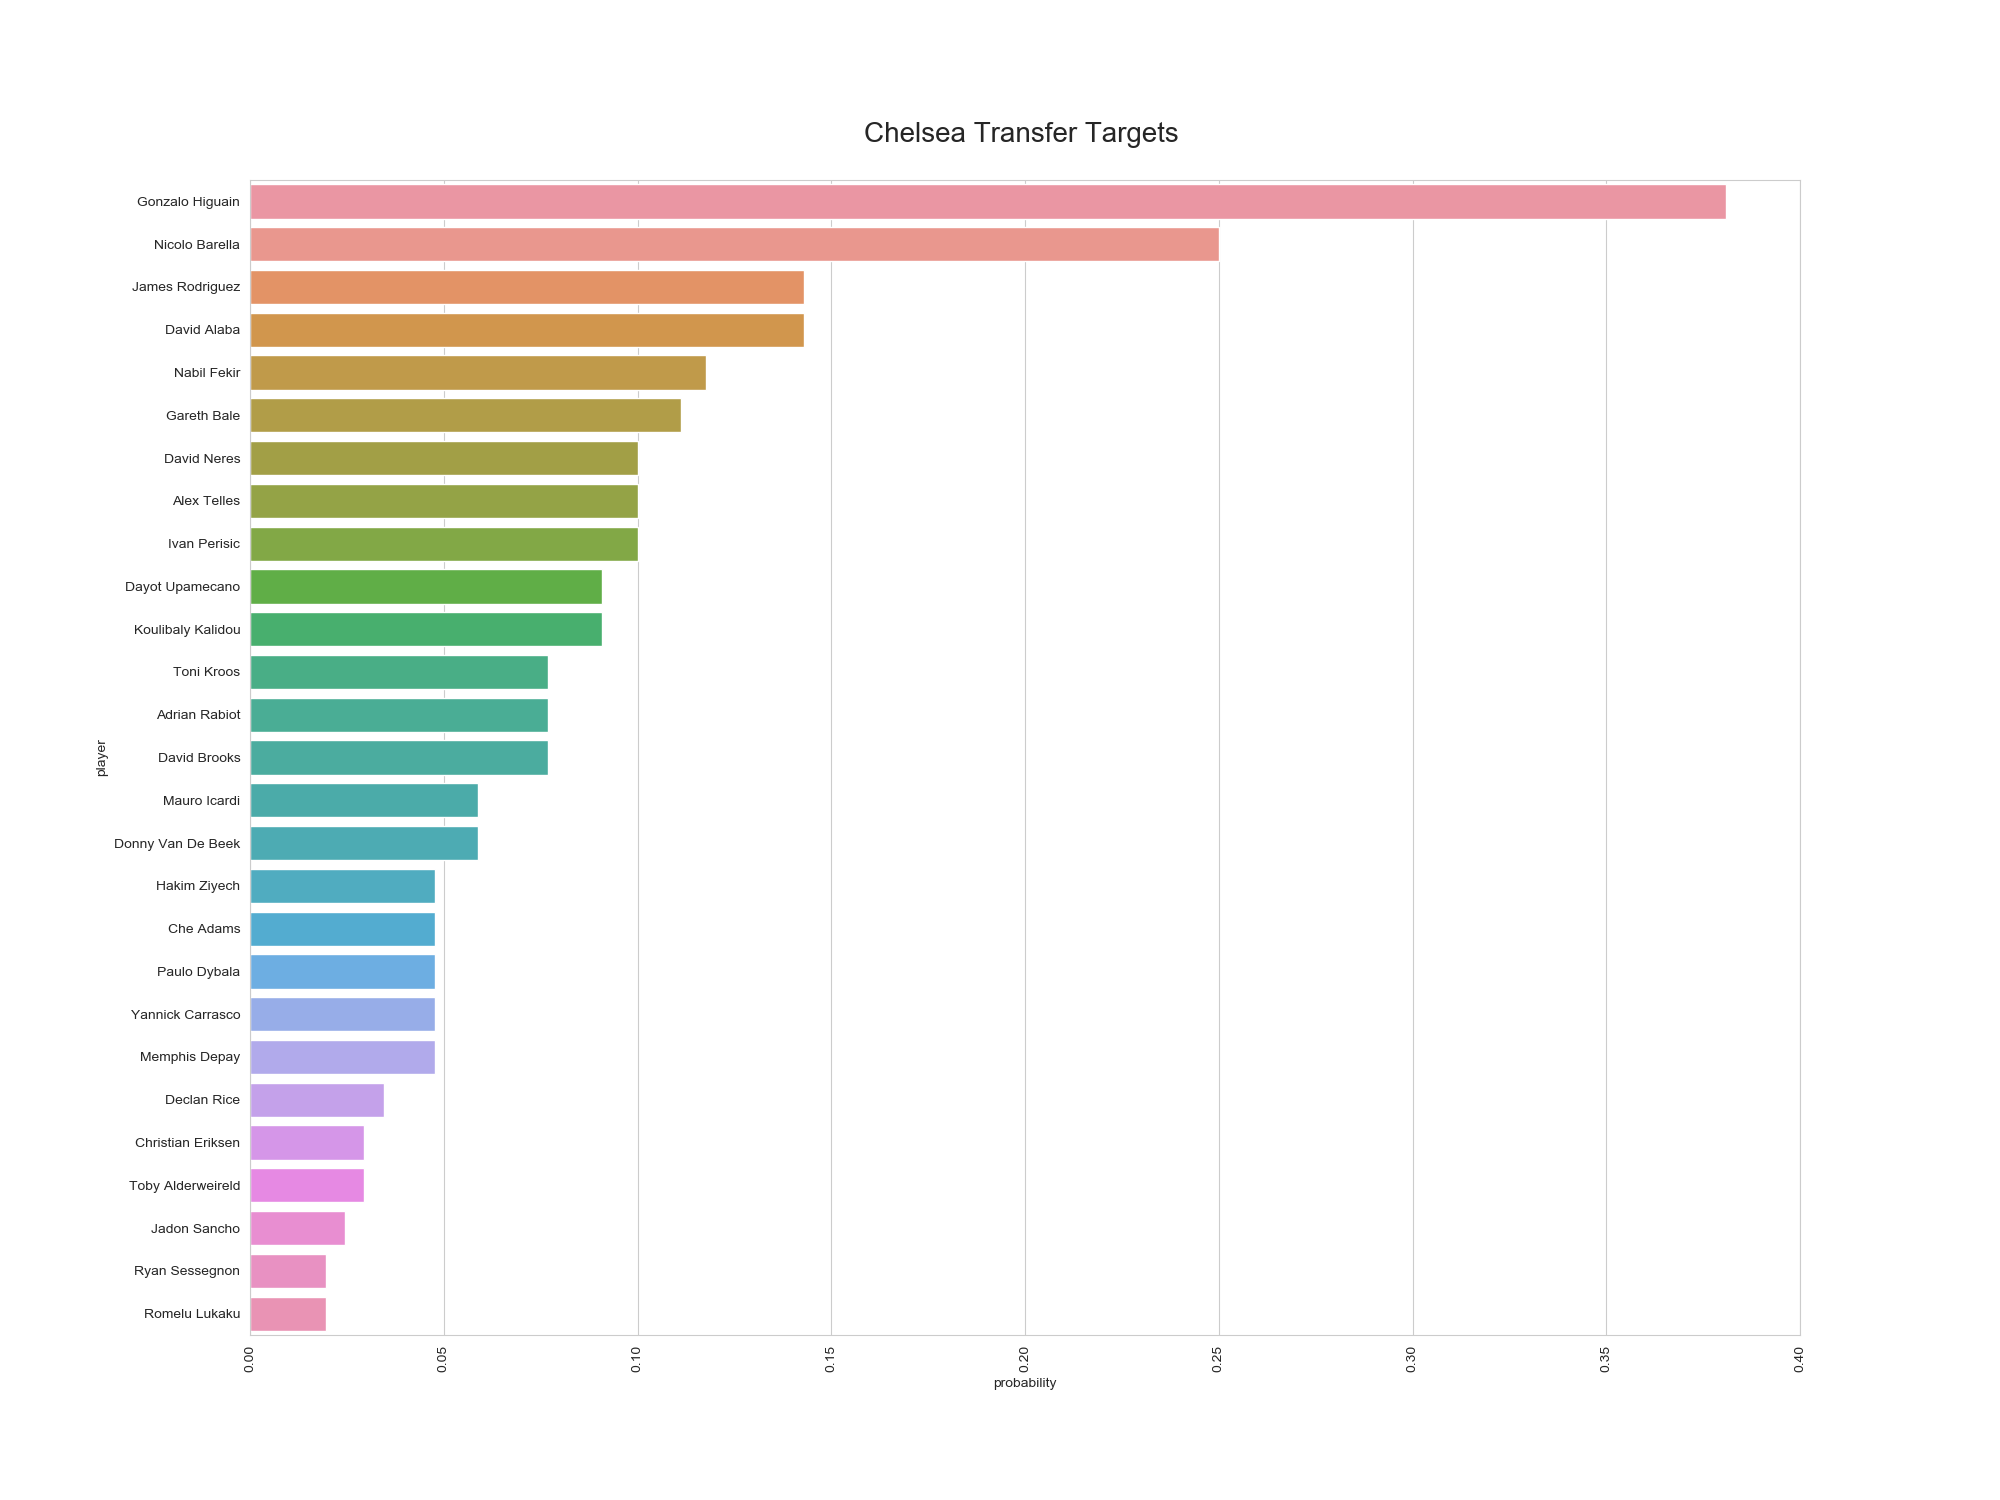 Chelsea Transfer Targets
Gonzalo Higuain
Nicolo Barella
James Rodriguez
David Alaba
Nabil Fekir
Gareth Bale
David Neres
Alex Telles
Ivan Perisic
Dayot Upamecano
Koulibaly Kalidou
Toni Kroos
Adrian Rabiot
David Brooks
Mauro Icardi
Donny Van De Beek
Hakim Ziyech
Che Adams
Paulo Dybala
Yannick Carrasco
Memphis Depay
Declan Rice
Christian Eriksen
Toby Alderweireld
Jadon Sancho
Ryan Sessegnon
Romelu Lukaku
player
0.00
0.05
0.10
0.15
0.20
0.25
0.30
0.35
0.40
probability